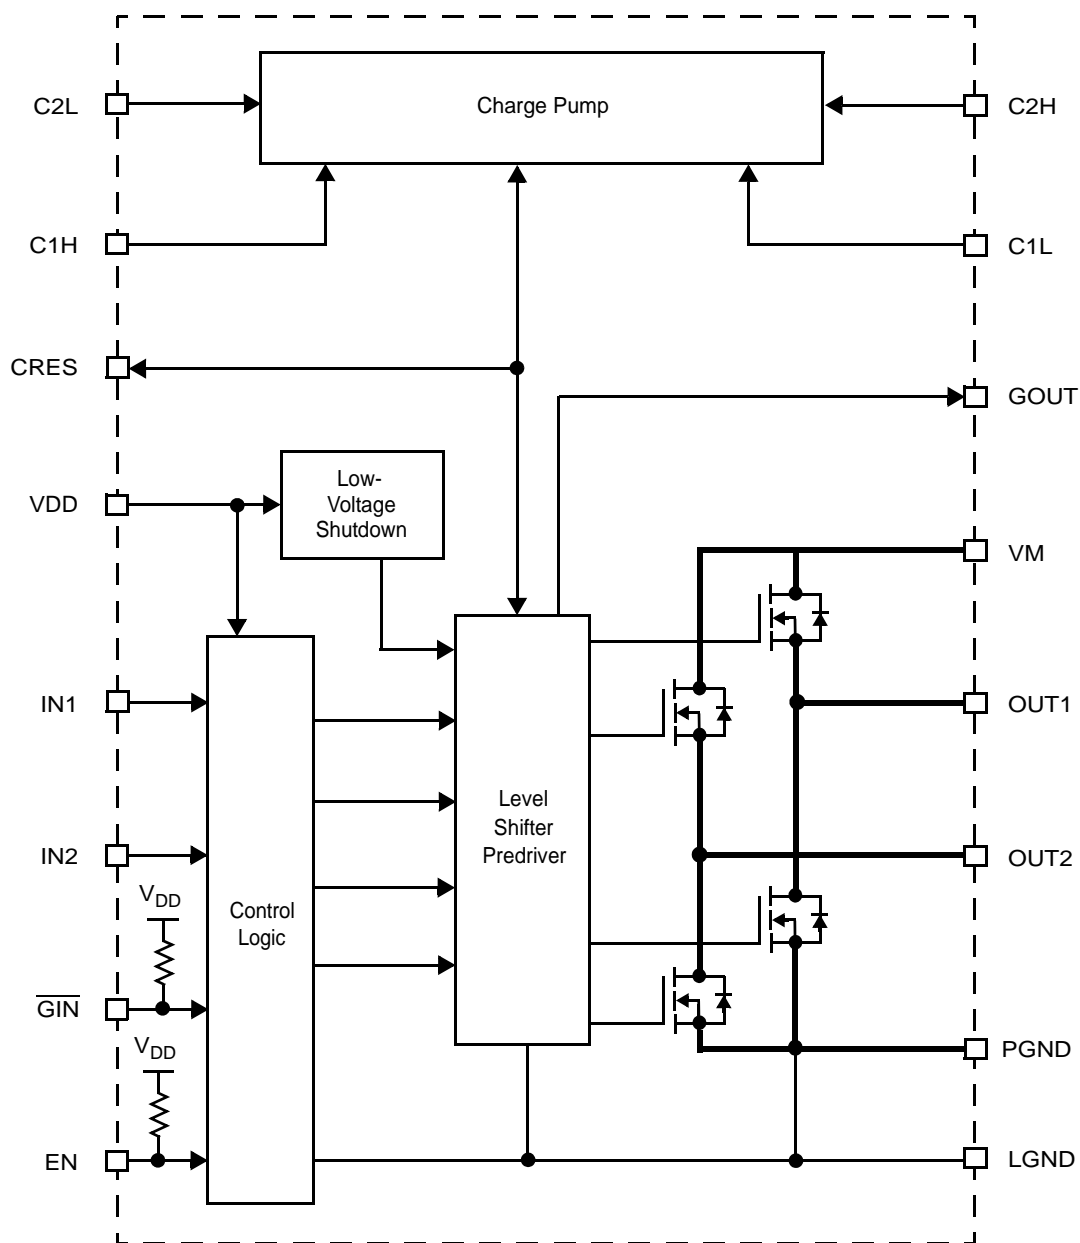 Charge Pump
C2L
C2H
C1H
C1L
CRES
GOUT
Low-
Voltage
Shutdown
VDD
VM
IN1
OUT1
Level
Shifter
Predriver
IN2
OUT2
VDD
Control
Logic
GIN
VDD
PGND
EN
LGND